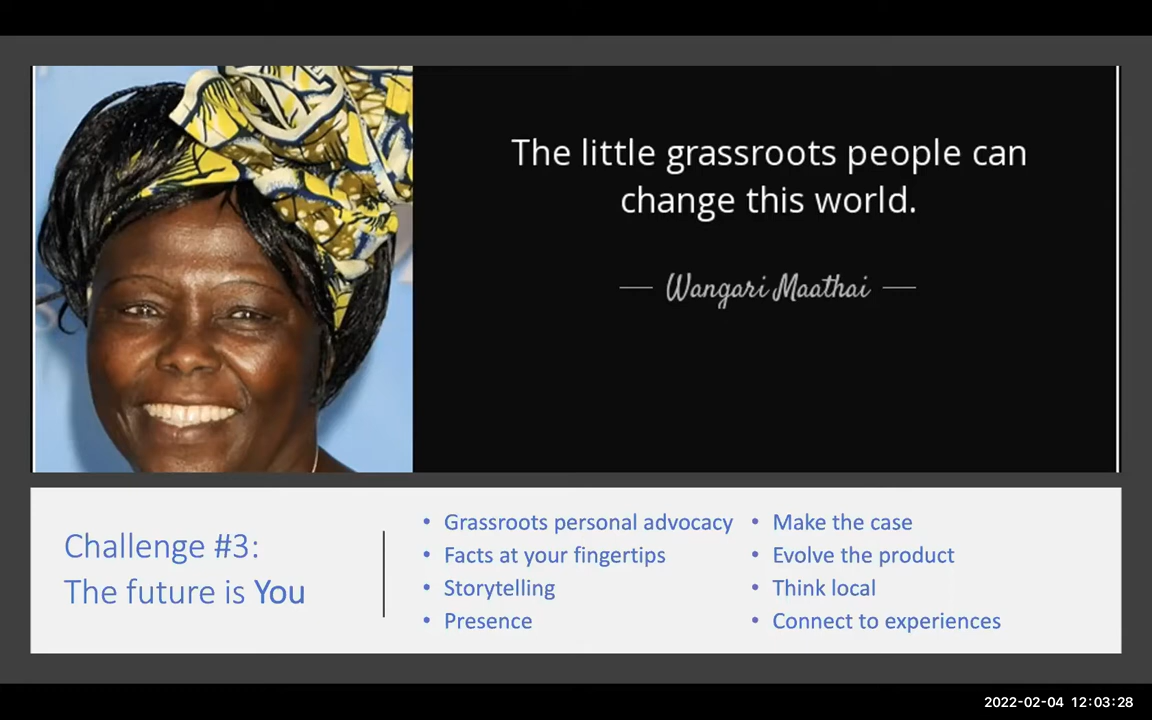 The little grassroots people can
change this world.
Wangari Maathai
Challenge #3:
The future is You
• Grassroots personal advocacy
• Facts at your fingertips
• Storytelling
• Presence
• Make the case
• Evolve the product
• Think local
• Connect to experiences
2022-02-04 12:03:28